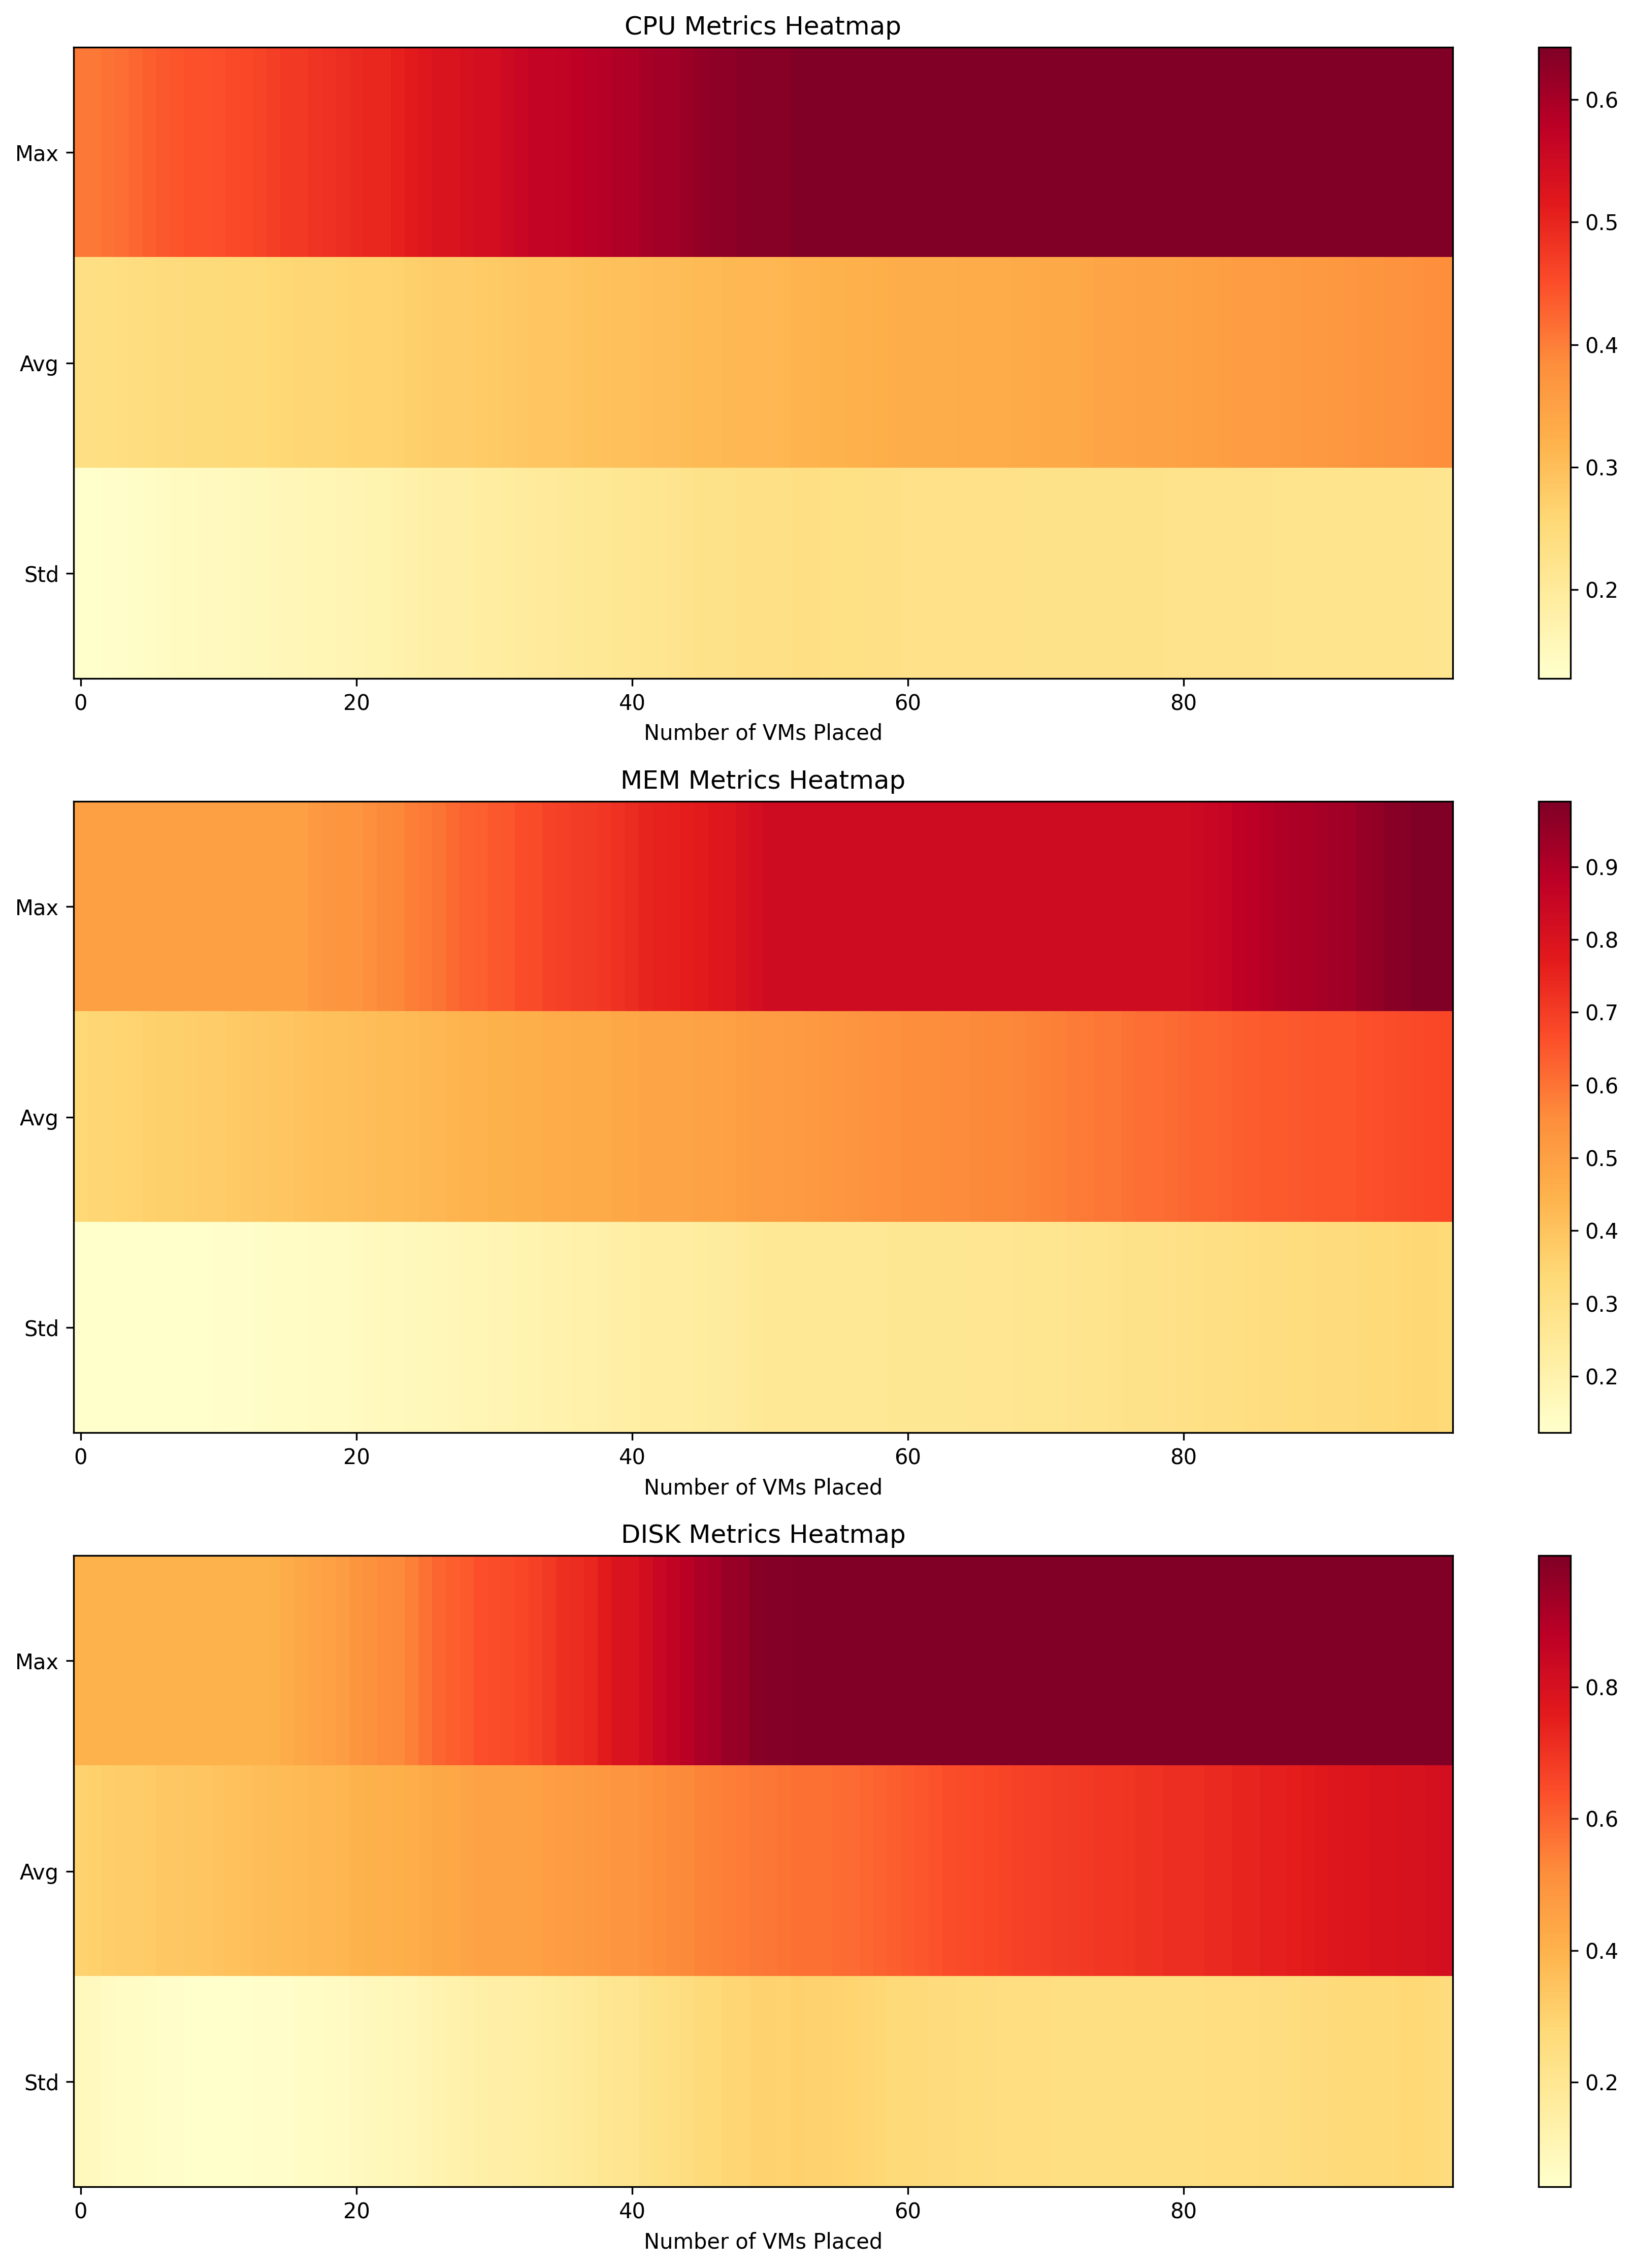 CPU Metrics Heatmap
Max
Avg
Std
0 20 40 60 80
Number of VMs Placed
0.6
0.5
0.4
0.3
0.2
MEM Metrics Heatmap
Max
Avg
Std
0 20 40 60 80
Number of VMs Placed
0.9
0.8
0.7
0.6
0.5
0.4
0.3
0.2
DISK Metrics Heatmap
Max
Avg
Std
0 20 40 60 80
Number of VMs Placed
0.8
0.6
0.4
0.2